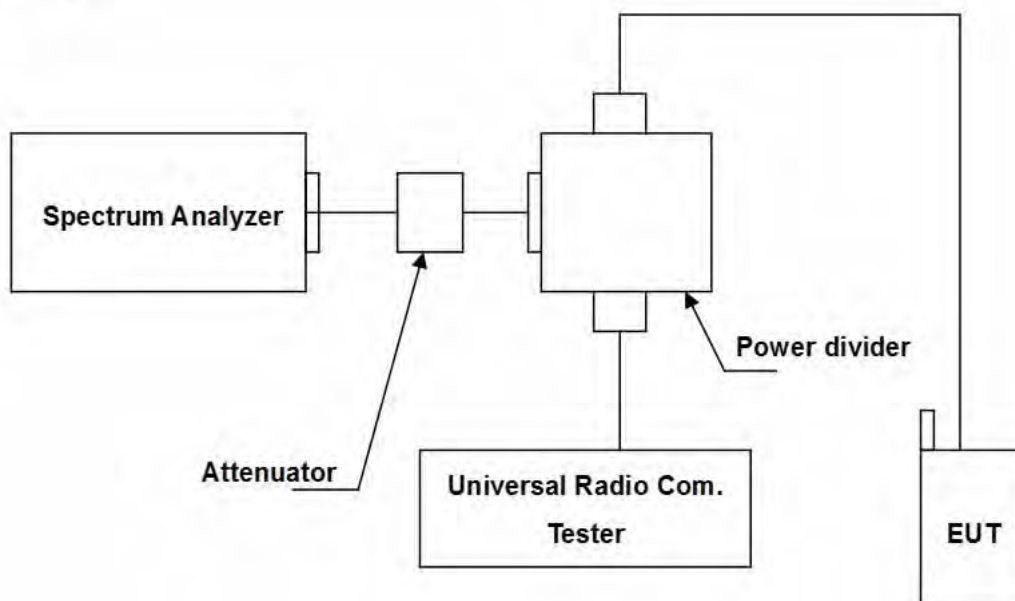 Spectrum Analyzer
Power divider
Attenuator
Universal Radio Com.
Tester
EUT